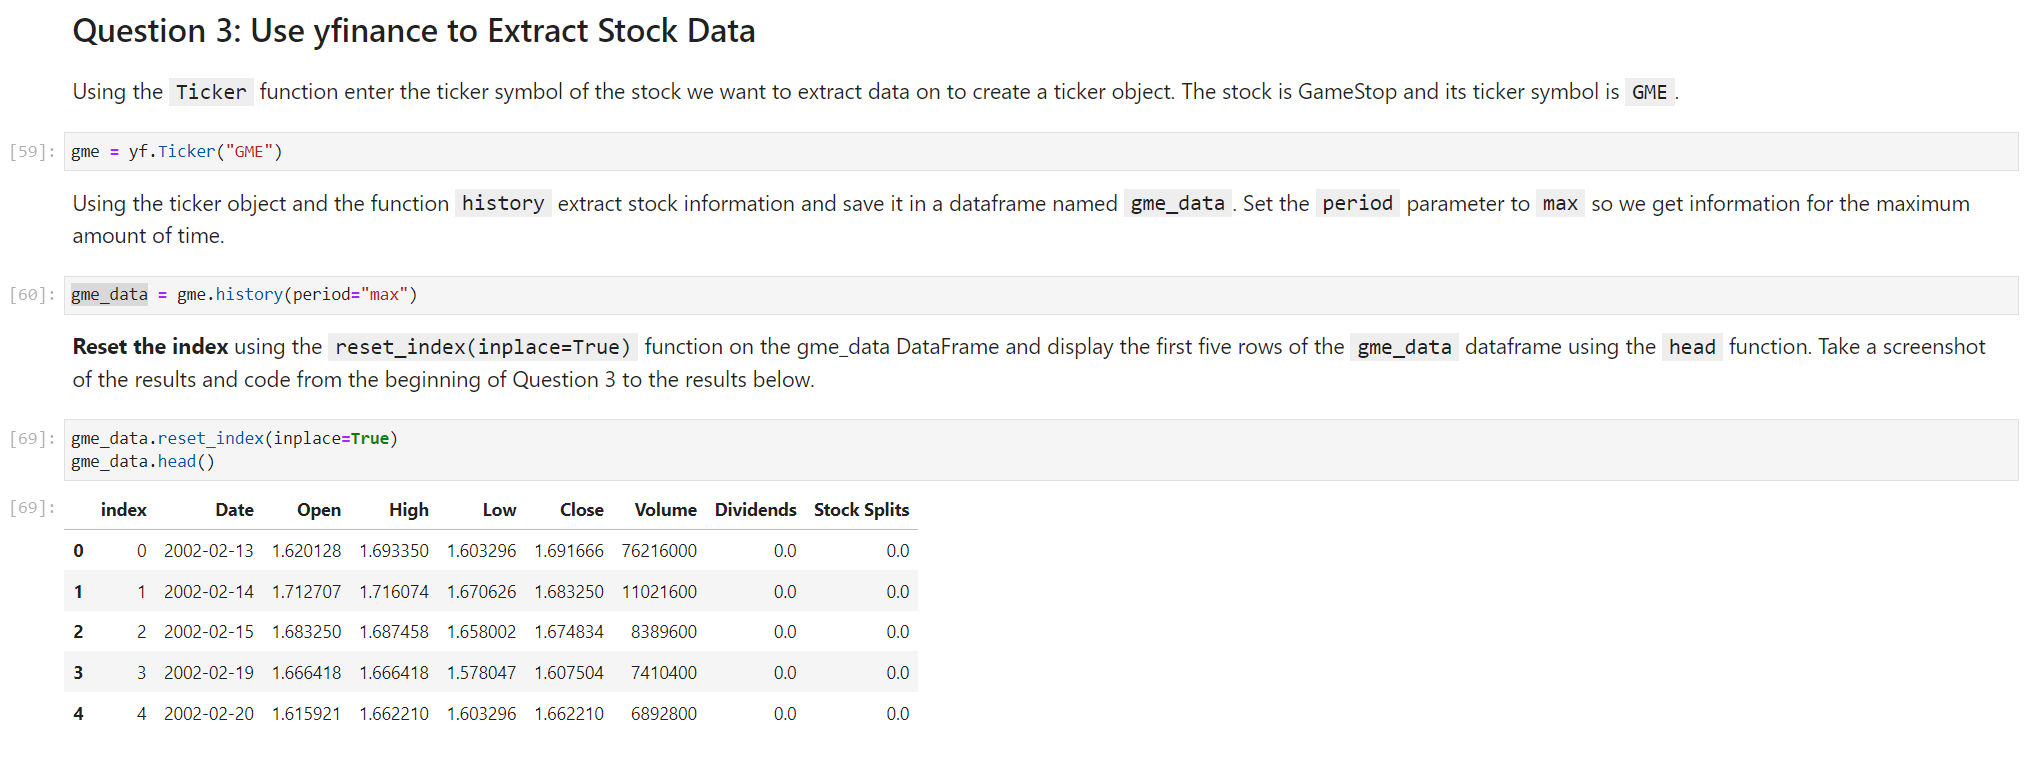 Question 3: Use yfinance to Extract Stock Data
Using the Ticker function enter the ticker symbol of the stock we want to extract data on to create a ticker object. The stock is GameStop and its ticker symbol is GME .
[59]: gme = yf.Ticker("GME")
Using the ticker object and the function history extract stock information and save it in a dataframe named gme_data . Set the period parameter to max so we get information for the maximum
amount of time.
[60]: gme_data = gme.history(period="max")
Reset the index using the reset_index(inplace=True) function on the gme_data DataFrame and display the first five rows of the gme_data dataframe using the head function. Take a screenshot
of the results and code from the beginning of Question 3 to the results below.
[69]: gme_data.reset_index(inplace=True)
gme_data.head()
[69]: index Date Open High Low Close Volume Dividends Stock Splits
0 0 2002-02-13 1.620128 1.693350 1.603296 1.691666 76216000 0.0 0.0
1 1 2002-02-14 1.712707 1.716074 1.670626 1.683250 11021600 0.0 0.0
2 2 2002-02-15 1.683250 1.687458 1.658002 1.674834 8389600 0.0 0.0
3 3 2002-02-19 1.666418 1.666418 1.578047 1.607504 7410400 0.0 0.0
4 4 2002-02-20 1.615921 1.662210 1.603296 1.662210 6892800 0.0 0.0